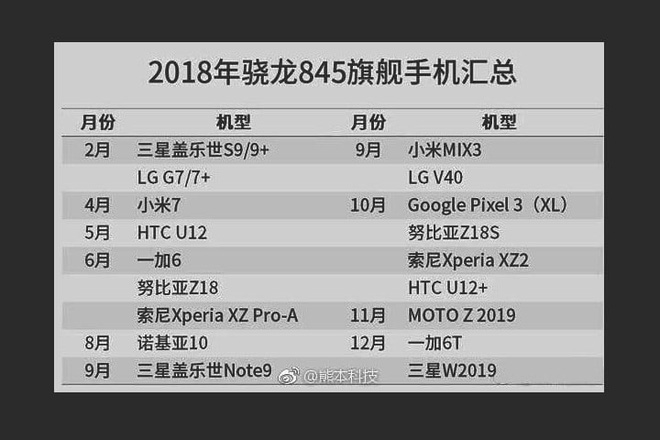 2018年骁龙845旗舰手机汇总
月份 机型 月份 机型
2月 三星盖乐世S9/9+ 9月 小米MIX3
LG G7/7+ LG V40
4月 小米7 10月 Google Pixel 3（XL）
5月 HTC U12 努比亚Z18S
6月 一加6 索尼Xperia XZ2
努比亚Z18 HTC U12+
索尼Xperia XZ Pro-A 11月 MOTO Z 2019
8月 诺基亚10 12月 一加6T
9月 三星盖乐世Note9 @熊本科技 三星W2019